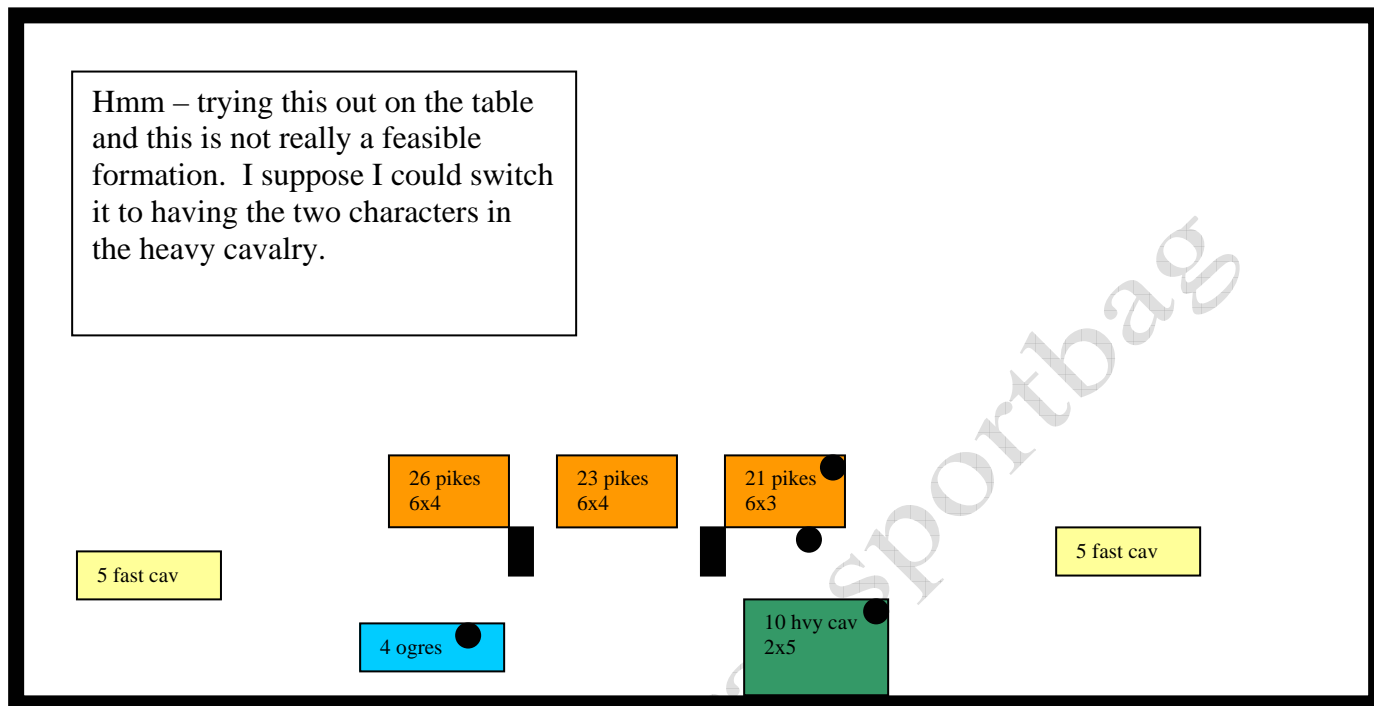 Hmm – trying this out on the table
and this is not really a feasible
formation.  I suppose I could switch
it to having the two characters in
the heavy cavalry.
26 pikes
6x4
23 pikes
6x4
21 pikes
6x3
5 fast cav
5 fast cav
4 ogres
10 hvy cav
2x5
sportbag